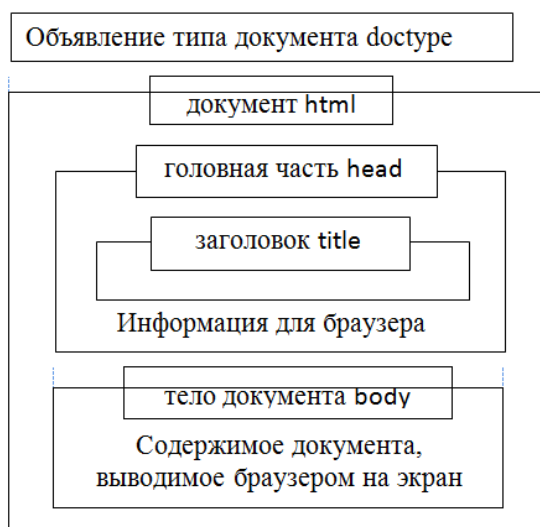 Объявление типа документа doctype
документ html
головная часть head
заголовок title
Информация для браузера
тело документа body
Содержимое документа,
выводимое браузером на экран